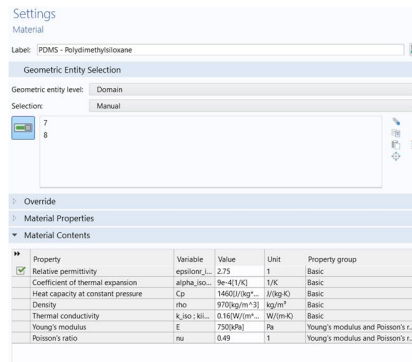 Settings
Material
Label: PDMS - Polydimethylsiloxane
Geometric Entity Selection
Geometric entity level: Domain
Selection: Manual
7
8
Override
Material Properties
Material Contents
Property Variable Value Unit Property group
Relative permittivity epsilonr_i... 2.75 1 Basic
Coefficient of thermal expansion alpha_iso... 9e-4[1/K] 1/K Basic
Heat capacity at constant pressure Cp 1460[J/(kg*... J/(kg·K) Basic
Density rho 970[kg/m^3] kg/m³ Basic
Thermal conductivity k_iso ; kii... 0.16[W/(m*... W/(m·K) Basic
Young's modulus E 750[kPa] Pa Young's modulus and Poisson's r...
Poisson's ratio nu 0.49 1 Young's modulus and Poisson's r...